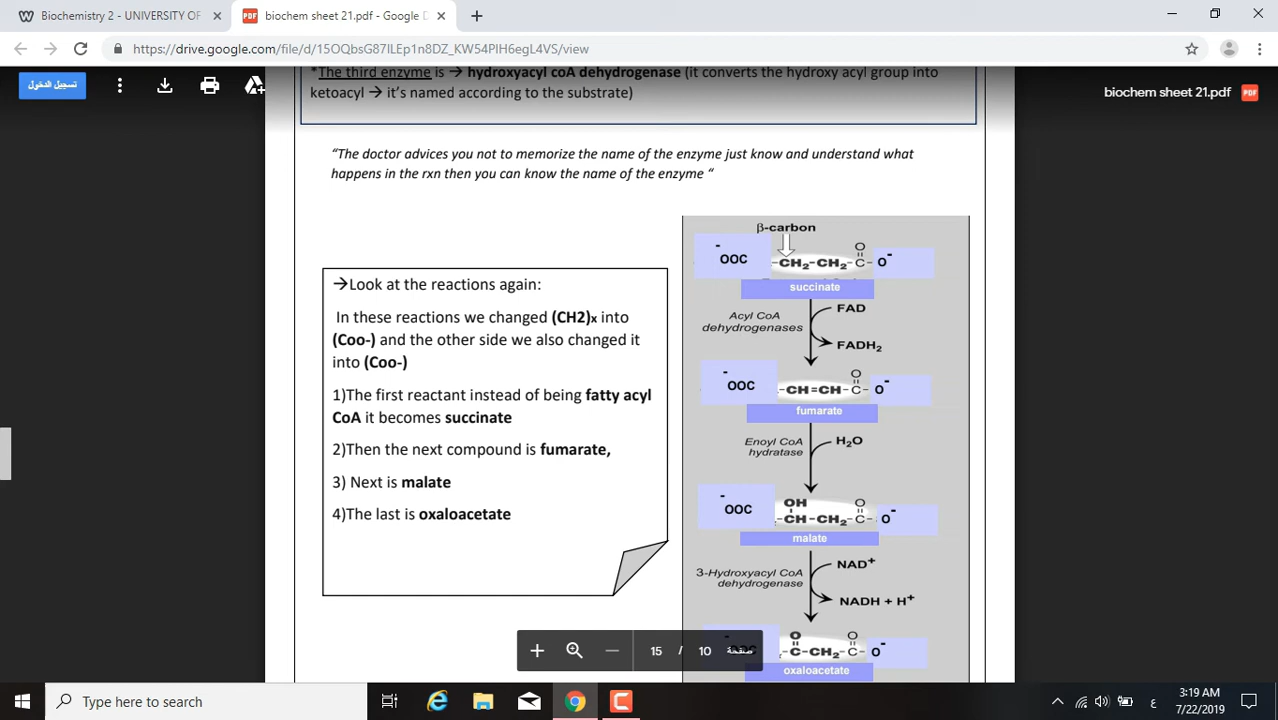 Biochemistry 2 - UNIVERSITY OF
biochem sheet 21.pdf - Google D
https://drive.google.com/file/d/15OQbsG87ILEp1n8DZ_KW54PIH6egL4VS/view
تسجيل الدخول
biochem sheet 21.pdf
PDF
*The third enzyme is → hydroxyacyl coA dehydrogenase (it converts the hydroxy acyl group into
ketoacyl → it's named according to the substrate)
“The doctor advices you not to memorize the name of the enzyme just know and understand what
happens in the rxn then you can know the name of the enzyme “
→Look at the reactions again:
In these reactions we changed (CH2)x into
(Coo-) and the other side we also changed it
into (Coo-)
1)The first reactant instead of being fatty acyl
CoA it becomes succinate
2)Then the next compound is fumarate,
3) Next is malate
4)The last is oxaloacetate
β-carbon
-OOC -CH₂-CH₂-C- O-
O
succinate
Acyl CoA
dehydrogenases
FAD
FADH₂
-OOC -CH=CH-C- O-
O
fumarate
Enoyl CoA
hydratase
H₂O
OH O
-OOC -CH-CH₂-C- O-
malate
3-Hydroxyacyl CoA
dehydrogenase
NAD⁺
NADH + H⁺
O O
-OOC -C-CH₂-C- O-
oxaloacetate
15 / 10 صفحة
Type here to search
ع
3:19 AM
7/22/2019